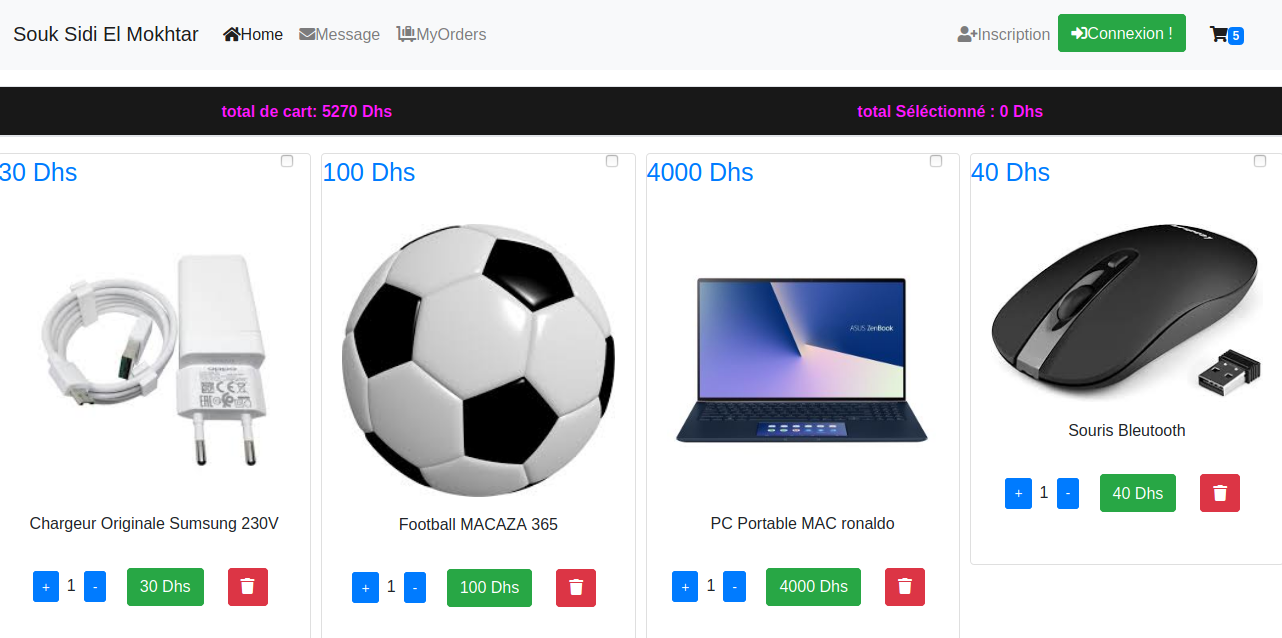 Souk Sidi El Mokhtar Home Message MyOrders Inscription Connexion ! 5
total de cart: 5270 Dhs total Séléctionné : 0 Dhs
30 Dhs 100 Dhs 4000 Dhs 40 Dhs
ASUS ZenBook
oppo
Souris Bleutooth
+ 1 - 40 Dhs
Chargeur Originale Sumsung 230V Football MACAZA 365 PC Portable MAC ronaldo
+ 1 - 30 Dhs + 1 - 100 Dhs + 1 - 4000 Dhs